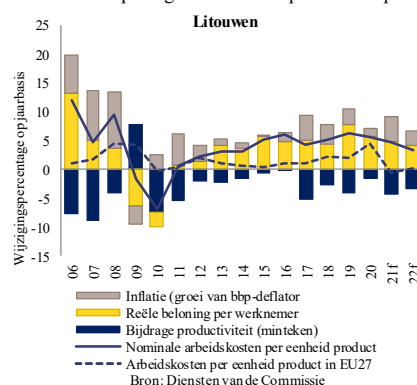 Litouwen
Wijzigingspercentage op jaarbasis
25
20
15
10
5
0
-5
-10
-15
06 07 08 09 10 11 12 13 14 15 16 17 18 19 20 21f 22f
Inflatie (groei van bbp-deflator
Reële beloning per werknemer
Bijdrage productiviteit (minteken)
Nominale arbeidskosten per eenheid product
Arbeidskosten per eenheid product in EU27
Bron: Diensten van de Commissie